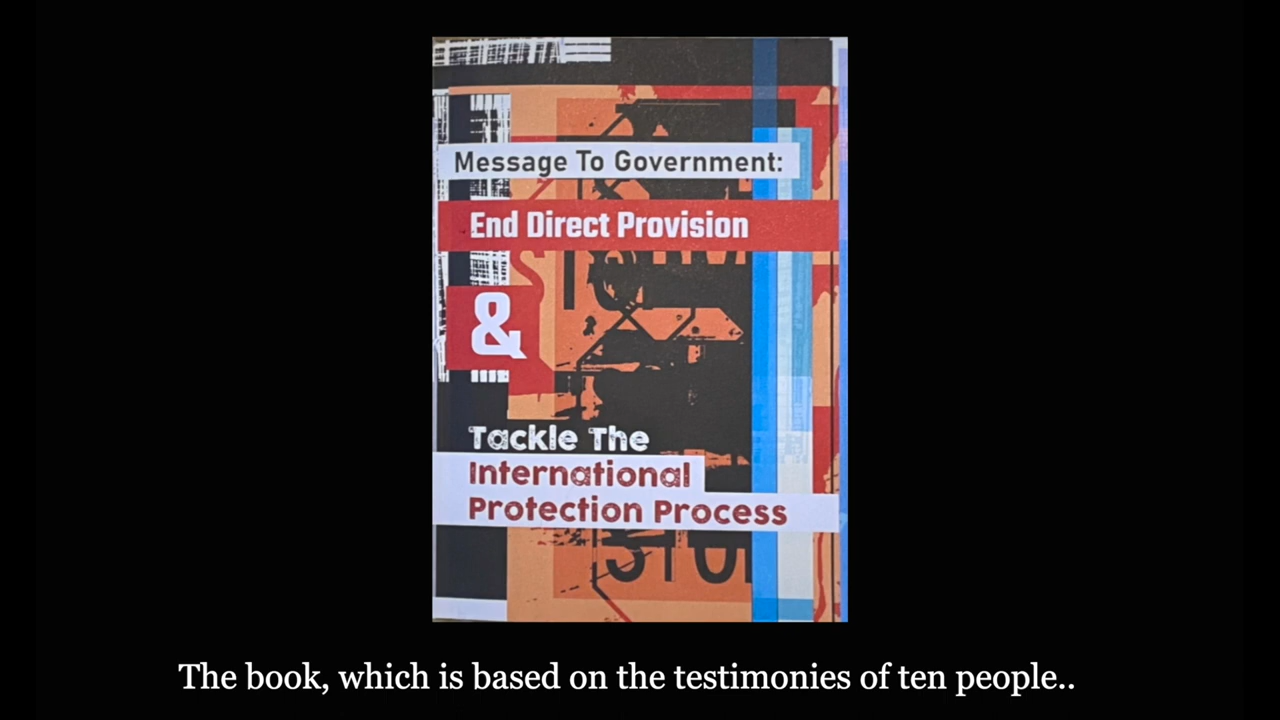 Message To Government:
End Direct Provision
&
Tackle The
International
Protection Process
The book, which is based on the testimonies of ten people..